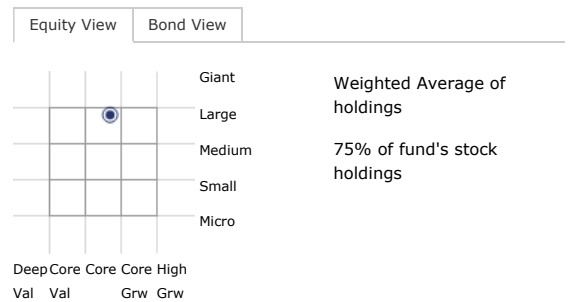 Equity View
Bond View
Giant
Large
Medium
Small
Micro
Deep Core Core Core High
Val Val Grw Grw
Weighted Average of
holdings
75% of fund's stock
holdings